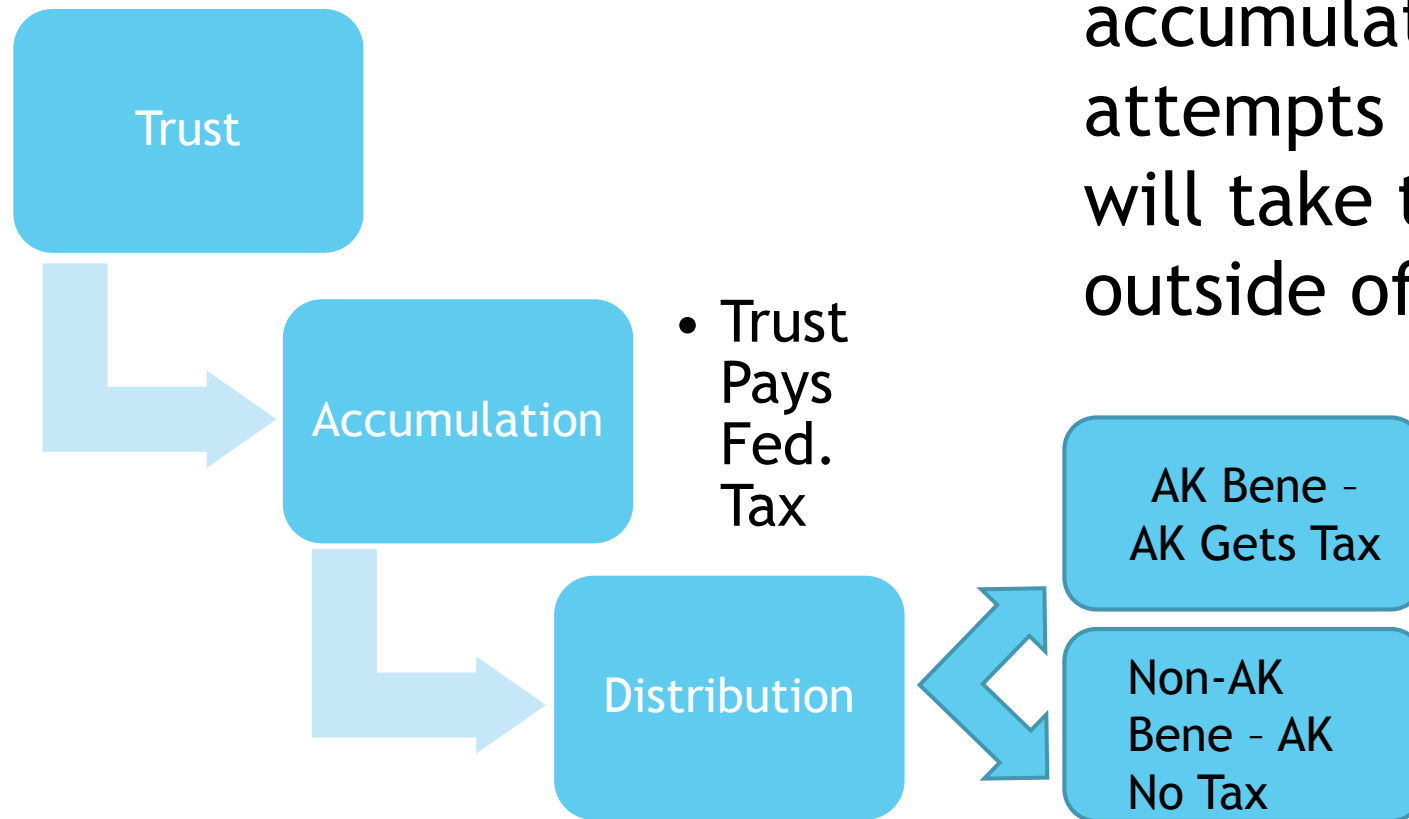 Trust
accumulat
attempts
will take t
outside of
Accumulation
• Trust
Pays
Fed.
Tax
AK Bene –
AK Gets Tax
Distribution
Non-AK
Bene – AK
No Tax